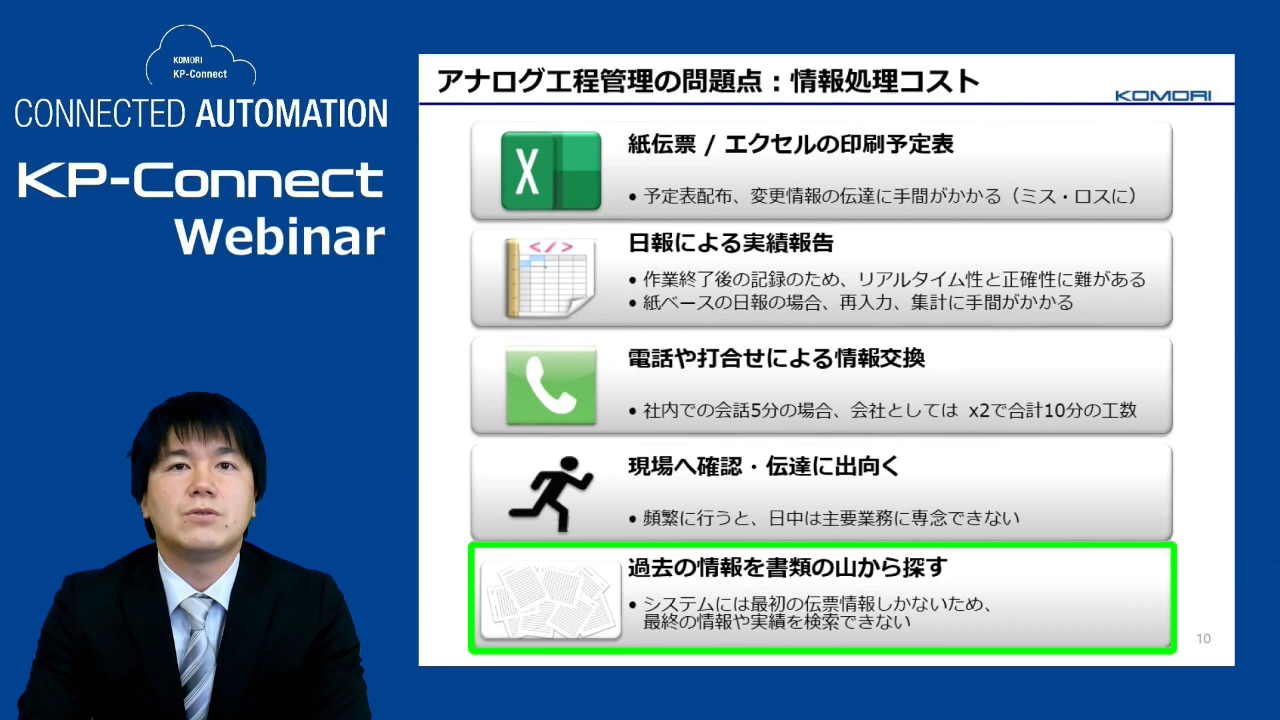 KOMORI
KP-Connect
CONNECTED AUTOMATION
KP-Connect
Webinar
アナログ工程管理の問題点：情報処理コスト
KOMORI
X
紙伝票 / エクセルの印刷予定表
• 予定表配布、変更情報の伝達に手間がかかる（ミス・ロスに）
</>
日報による実績報告
• 作業終了後の記録のため、リアルタイム性と正確性に難がある
• 紙ベースの日報の場合、再入力、集計に手間がかかる
電話や打合せによる情報交換
• 社内での会話5分の場合、会社としては x2で合計10分の工数
現場へ確認・伝達に出向く
• 頻繁に行うと、日中は主要業務に専念できない
過去の情報を書類の山から探す
• システムには最初の伝票情報しかないため、
最終の情報や実績を検索できない
10